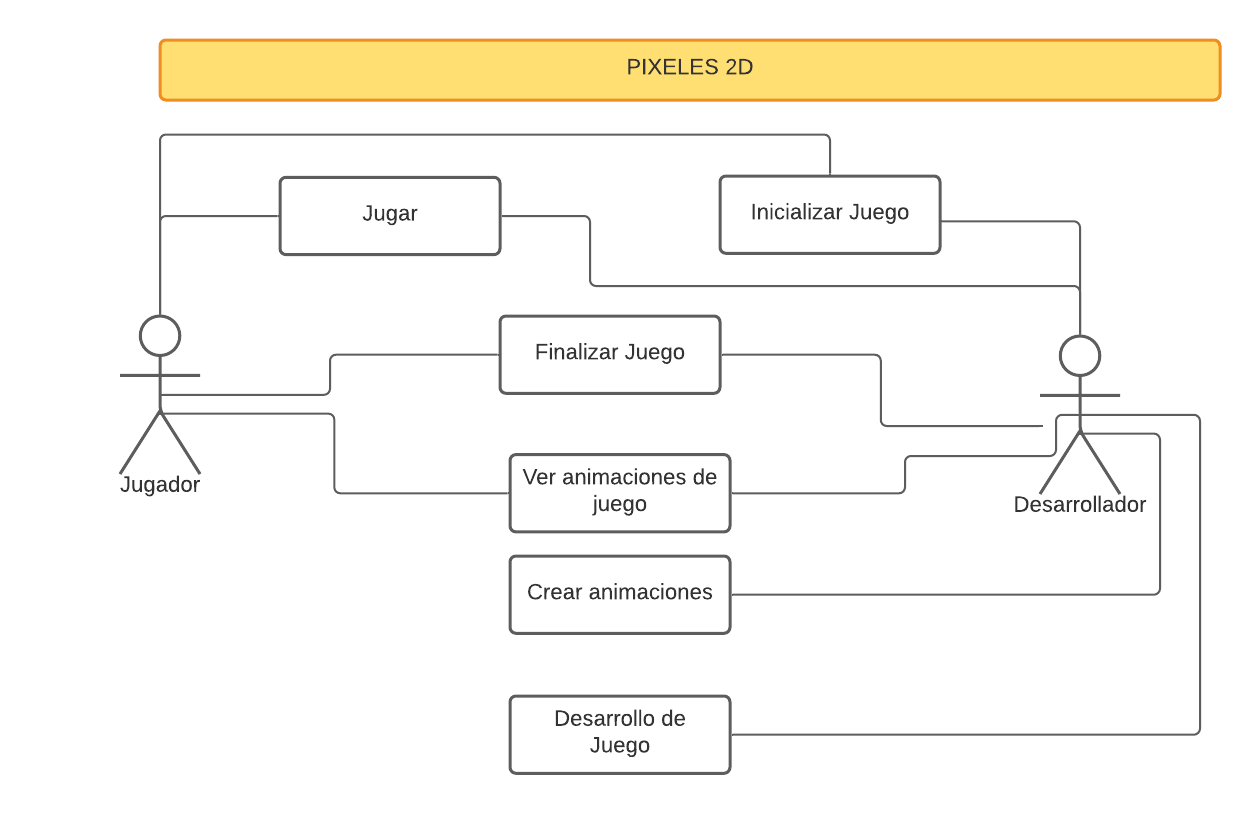 PIXELES 2D
Jugar
Inicializar Juego
Finalizar Juego
Jugador
Ver animaciones de
juego
Desarrollador
Crear animaciones
Desarrollo de
Juego